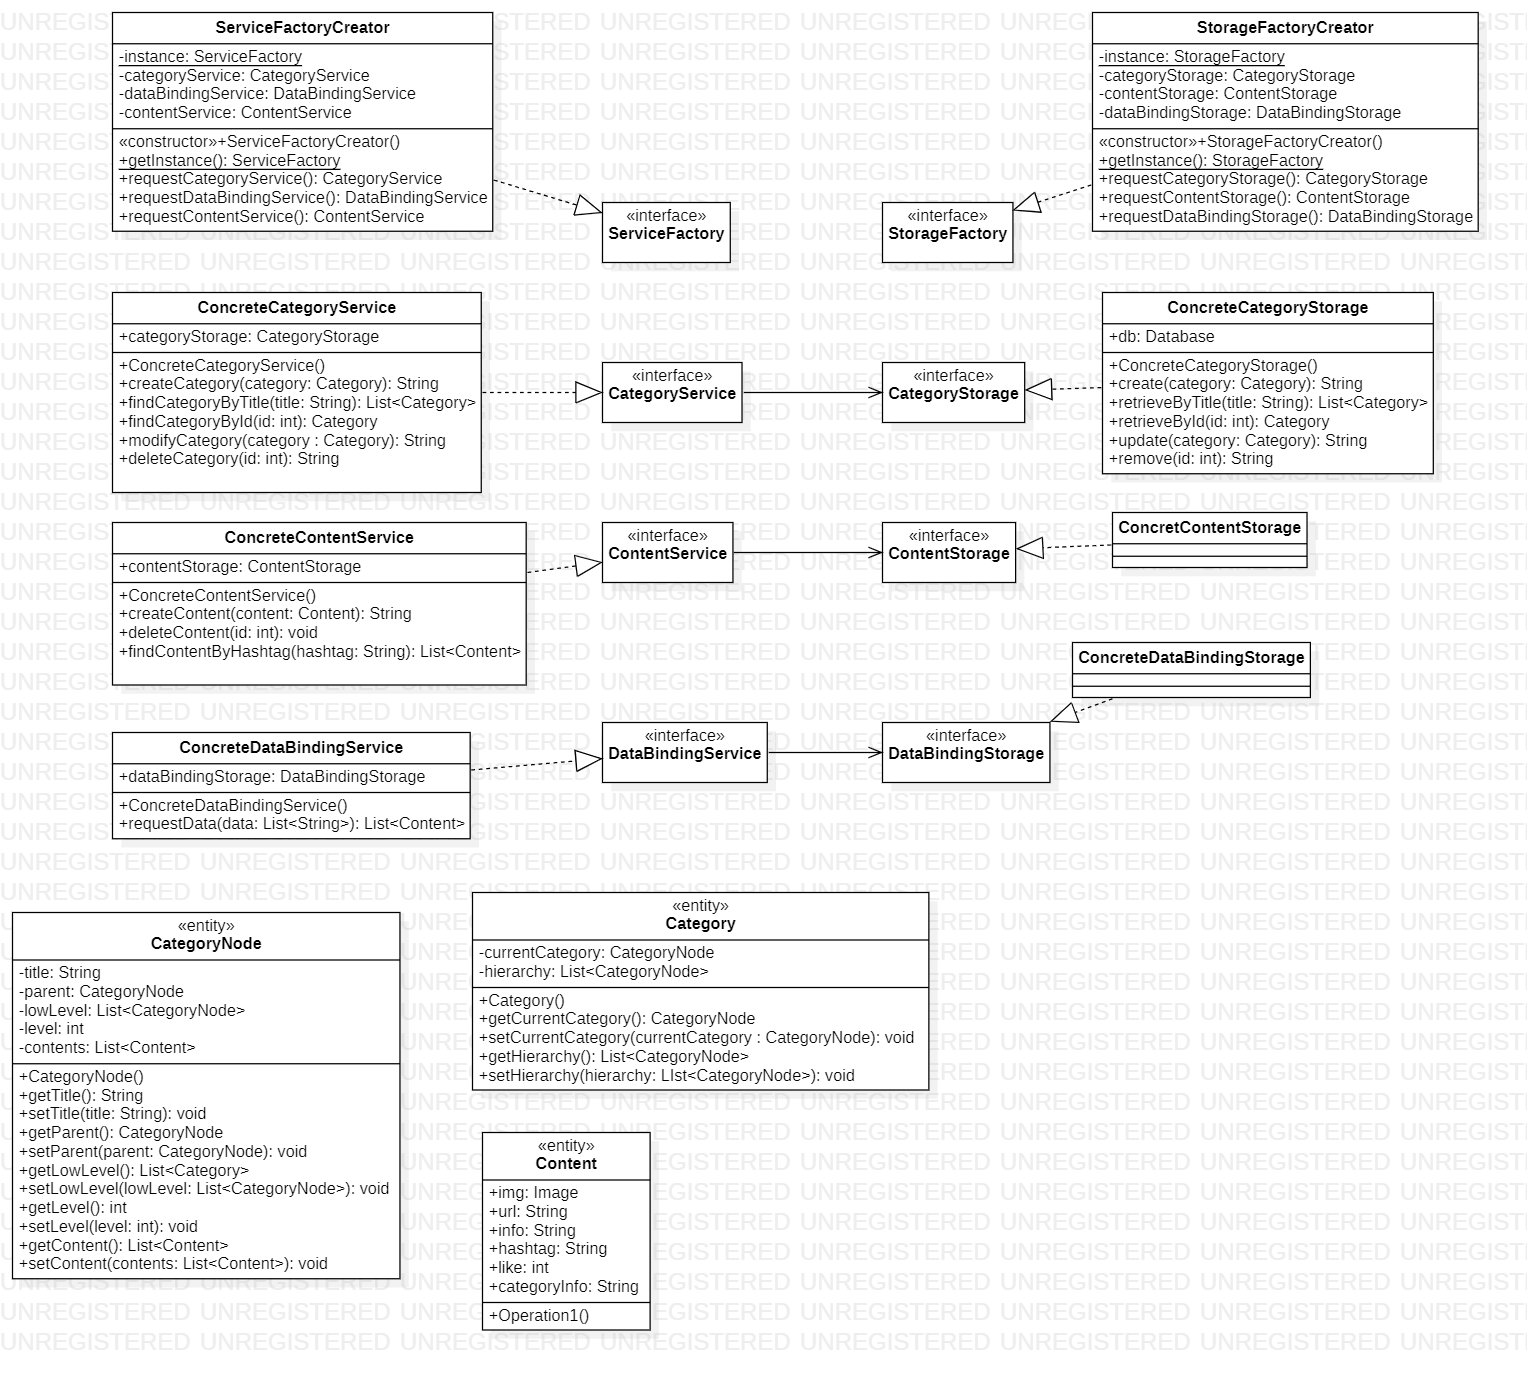 ServiceFactoryCreator
-instance: ServiceFactory
-categoryService: CategoryService
-dataBindingService: DataBindingService
-contentService: ContentService
«constructor»+ServiceFactoryCreator()
+getInstance(): ServiceFactory
+requestCategoryService(): CategoryService
+requestDataBindingService(): DataBindingService
+requestContentService(): ContentService
«interface»
ServiceFactory
«interface»
StorageFactory
StorageFactoryCreator
-instance: StorageFactory
-categoryStorage: CategoryStorage
-contentStorage: ContentStorage
-dataBindingStorage: DataBindingStorage
«constructor»+StorageFactoryCreator()
+getInstance(): StorageFactory
+requestCategoryStorage(): CategoryStorage
+requestContentStorage(): ContentStorage
+requestDataBindingStorage(): DataBindingStorage
ConcreteCategoryService
+categoryStorage: CategoryStorage
+ConcreteCategoryService()
+createCategory(category: Category): String
+findCategoryByTitle(title: String): List<Category>
+findCategoryById(id: int): Category
+modifyCategory(category : Category): String
+deleteCategory(id: int): String
«interface»
CategoryService
«interface»
CategoryStorage
ConcreteCategoryStorage
+db: Database
+ConcreteCategoryStorage()
+create(category: Category): String
+retrieveByTitle(title: String): List<Category>
+retrieveById(id: int): Category
+update(category: Category): String
+remove(id: int): String
ConcreteContentService
+contentStorage: ContentStorage
+ConcreteContentService()
+createContent(content: Content): String
+deleteContent(id: int): void
+findContentByHashtag(hashtag: String): List<Content>
«interface»
ContentService
«interface»
ContentStorage
ConcretContentStorage
ConcreteDataBindingStorage
ConcreteDataBindingService
+dataBindingStorage: DataBindingStorage
+ConcreteDataBindingService()
+requestData(data: List<String>): List<Content>
«interface»
DataBindingService
«interface»
DataBindingStorage
«entity»
CategoryNode
-title: String
-parent: CategoryNode
-lowLevel: List<CategoryNode>
-level: int
-contents: List<Content>
+CategoryNode()
+getTitle(): String
+setTitle(title: String): void
+getParent(): CategoryNode
+setParent(parent: CategoryNode): void
+getLowLevel(): List<Category>
+setLowLevel(lowLevel: List<CategoryNode>): void
+getLevel(): int
+setLevel(level: int): void
+getContent(): List<Content>
+setContent(contents: List<Content>): void
«entity»
Category
-currentCategory: CategoryNode
-hierarchy: List<CategoryNode>
+Category()
+getCurrentCategory(): CategoryNode
+setCurrentCategory(currentCategory : CategoryNode): void
+getHierarchy(): List<CategoryNode>
+setHierarchy(hierarchy: LIst<CategoryNode>): void
«entity»
Content
+img: Image
+url: String
+info: String
+hashtag: String
+like: int
+categoryInfo: String
+Operation1()